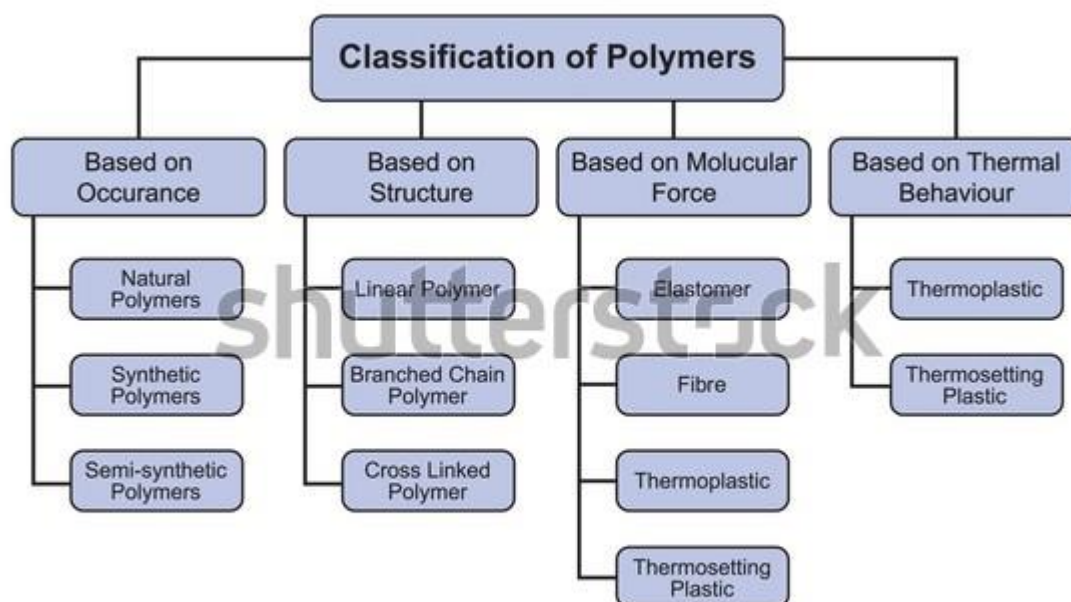 Classification of Polymers
Based on
Occurance
Natural
Polymers
Synthetic
Polymers
Semi-synthetic
Polymers
Based on
Structure
Linear Polymer
Branched Chain
Polymer
Cross Linked
Polymer
Based on Molucular
Force
Elastomer
Fibre
Thermoplastic
Thermosetting
Plastic
Based on Thermal
Behaviour
Thermoplastic
Thermosetting
Plastic
shutterstock